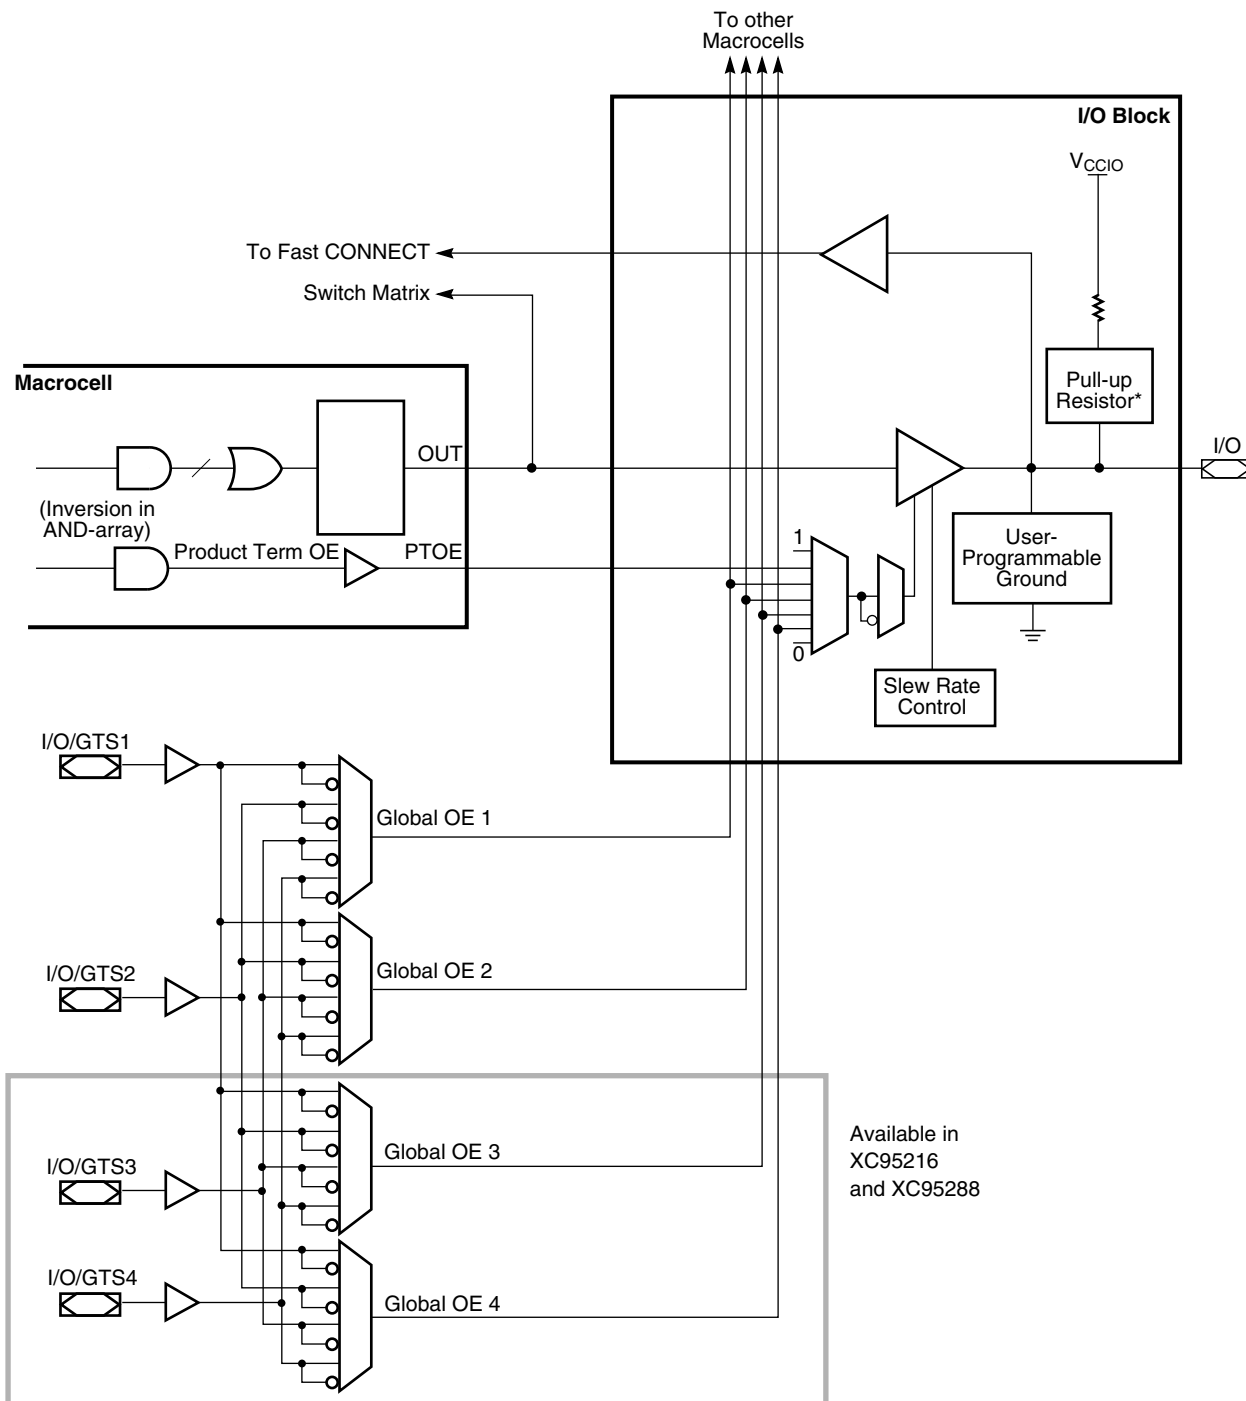 To other
Macrocells
I/O Block
VCCIO
To Fast CONNECT
Switch Matrix
Pull-up
Resistor*
Macrocell
OUT
I/O
(Inversion in
AND-array)
Product Term OE
PTOE
1
User-
Programmable
Ground
0
Slew Rate
Control
I/O/GTS1
Global OE 1
I/O/GTS2
Global OE 2
Available in
XC95216
and XC95288
I/O/GTS3
Global OE 3
I/O/GTS4
Global OE 4